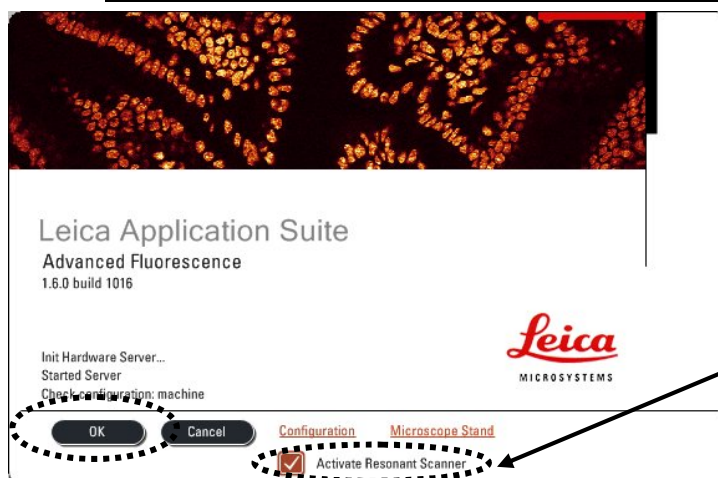 Leica Application Suite
Advanced Fluorescence
1.6.0 build 1016
Leica
MICROSYSTEMS
Init Hardware Server...
Started Server
Check configuration: machine
OK Cancel Configuration Microscope Stand
Activate Resonant Scanner